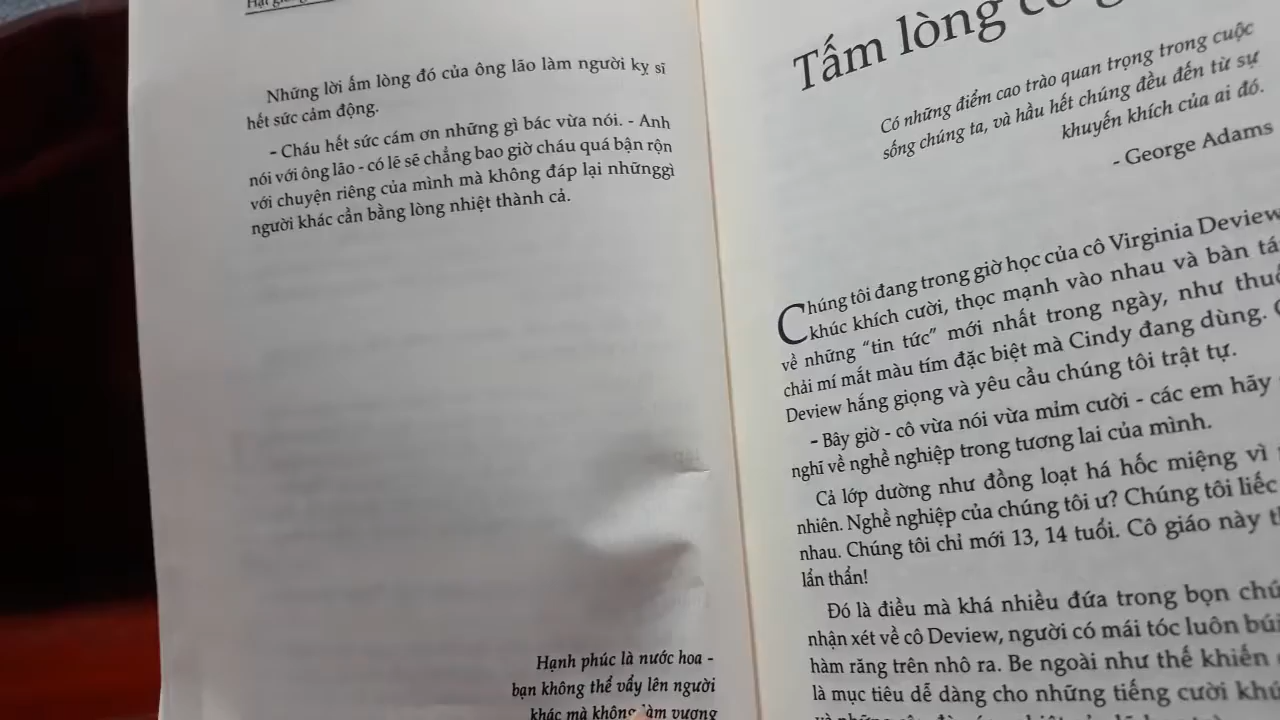 Những lời ấm lòng đó của ông lão làm người kỵ sĩ
hết sức cảm động.
- Cháu hết sức cám ơn những gì bác vừa nói. - Anh
nói với ông lão - có lẽ sẽ chẳng bao giờ cháu quá bận rộn
với chuyện riêng của mình mà không đáp lại nhữnggì
người khác cần bằng lòng nhiệt thành cả.
Hạnh phúc là nước hoa -
bạn không thể vẩy lên người
khác mà không làm vương
Tấm lòng cô
Có những điểm cao trào quan trọng trong cuộc
sống chúng ta, và hầu hết chúng đều đến từ sự
khuyến khích của ai đó.
- George Adams
Chúng tôi đang trong giờ học của cô Virginia Deview
khúc khích cười, thọc mạnh vào nhau và bàn
về những “tin tức” mới nhất trong ngày, như
chải mí mắt màu tím đặc biệt mà Cindy đang dùng.
Deview hắng giọng và yêu cầu chúng tôi trật tự.
- Bây giờ - cô vừa nói vừa mỉm cười - các em hãy
nghĩ về nghề nghiệp trong tương lai của mình.
Cả lớp dường như đồng loạt há hốc miệng vì
nhiên. Nghề nghiệp của chúng tôi ư? Chúng tôi liếc
nhau. Chúng tôi chỉ mới 13, 14 tuổi. Cô giáo này
lẩn thẩn!
Đó là điều mà khá nhiều đứa trong bọn
nhận xét về cô Deview, người có mái tóc luôn búi
hàm răng trên nhô ra. Bề ngoài như thế khiến
là mục tiêu dễ dàng cho những tiếng cười